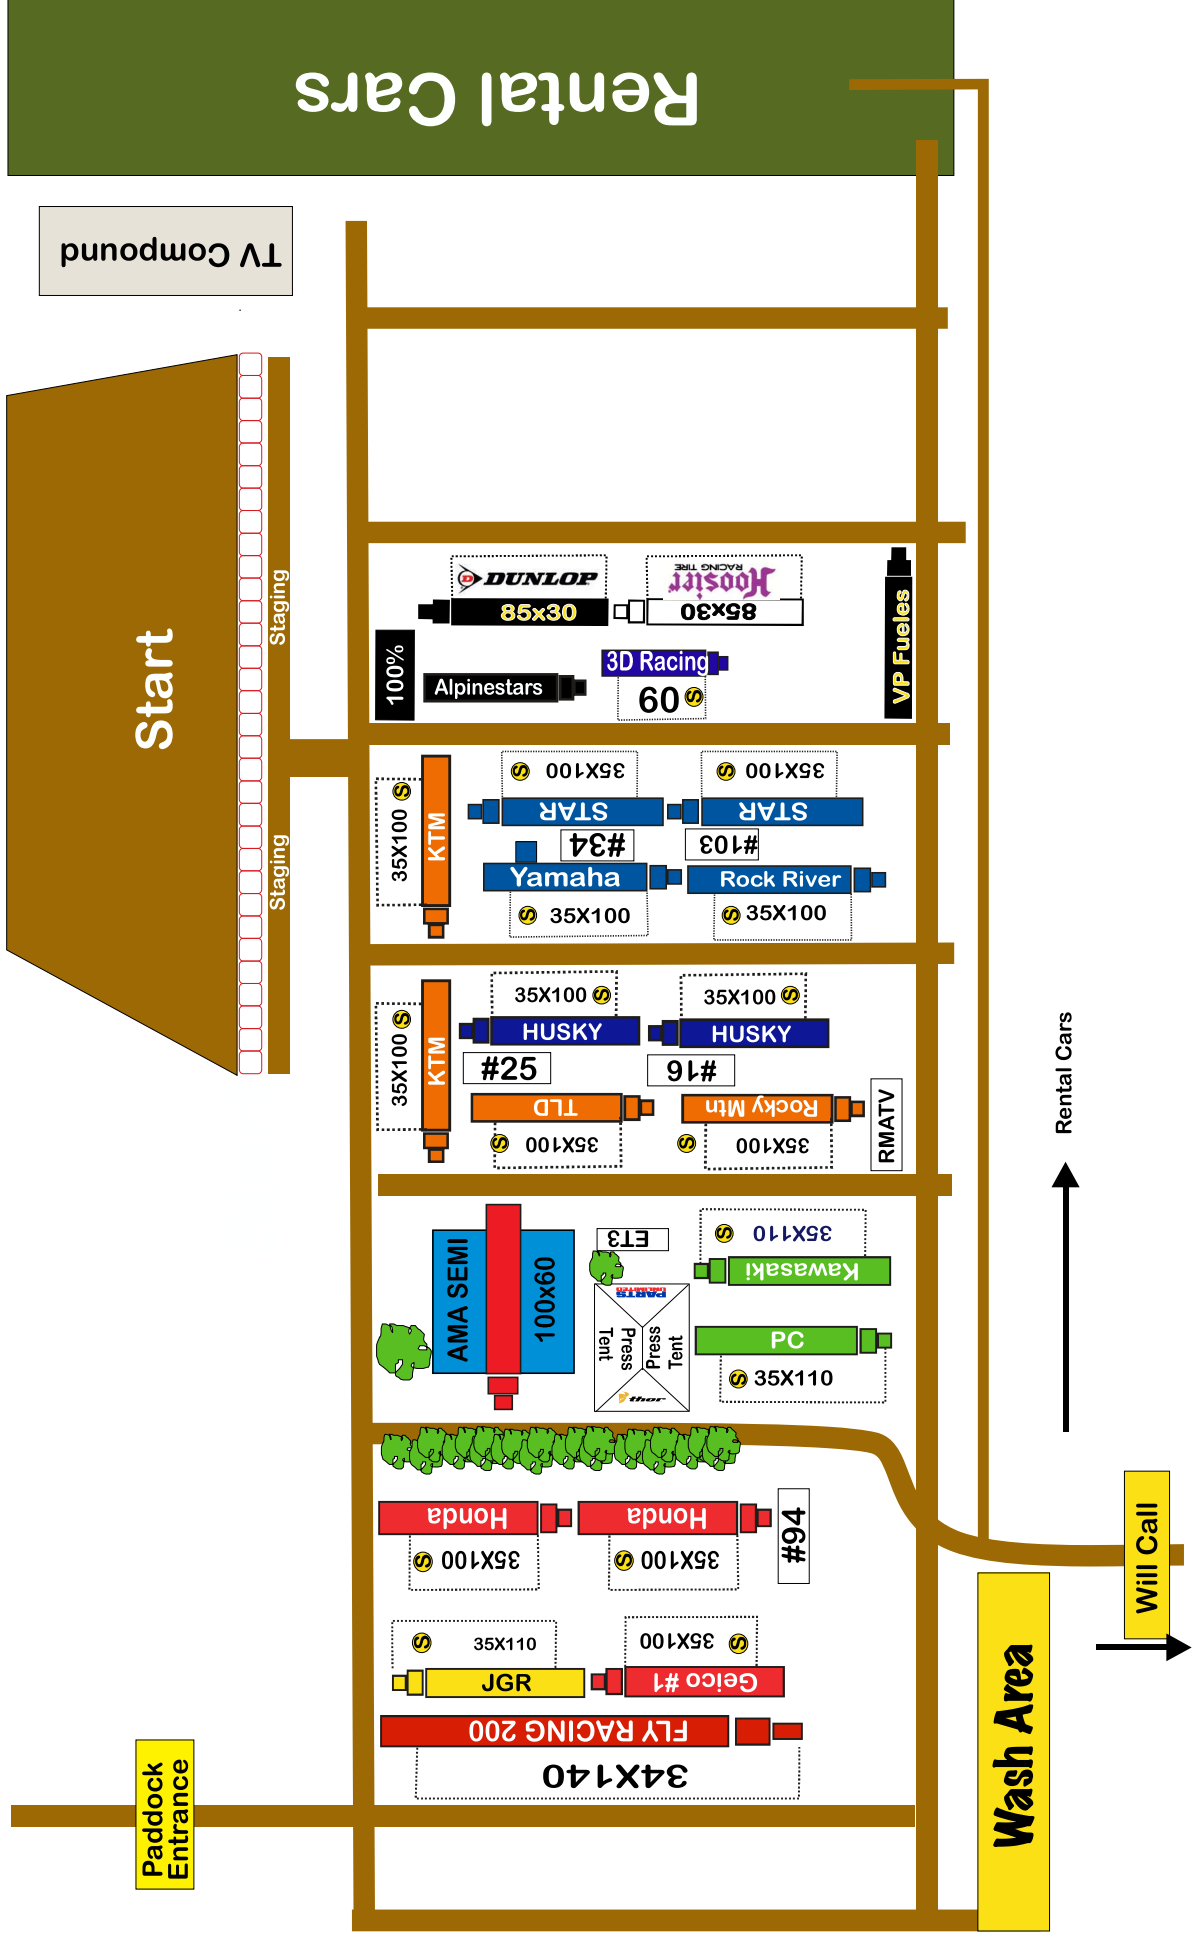 Rental Cars
TV Compound
Start
Staging
Staging
DUNLOP
85x30
Hoosier
RACING TIRE
85x30
VP Fueles
100%
Alpinestars
3D Racing
60 S
35X100 S
KTM
S 35X100
STAR
S 35X100
STAR
#34
#103
Yamaha
S 35X100
Rock River
S 35X100
35X100 S
KTM
35X100 S
HUSKY
35X100 S
HUSKY
#25
#16
TLD
S 35X100
Rocky Mtn
S 35X100
RMATV
Rental Cars
AMA SEMI
100x60
ET3
PARTS
UNLIMITED
Press
Tent
Press
Tent
thor
S 35X110
Kawasaki
PC
S 35X110
Honda
S 35X100
Honda
S 35X100
#94
Will Call
S 35X110
JGR
35X100 S
Geico #1
FLY RACING 200
34X140
Wash Area
Paddock
Entrance